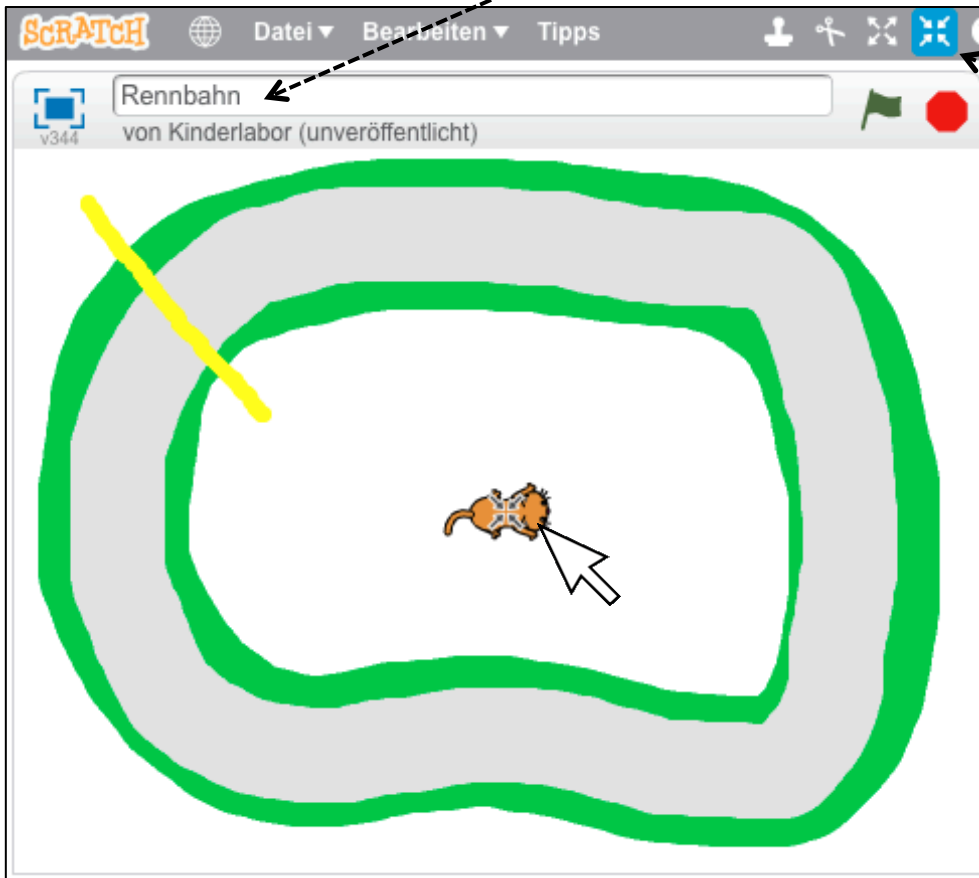 SCRATCH Datei Bearbeiten Tipps
Rennbahn
v344 von Kinderlabor (unveröffentlicht)